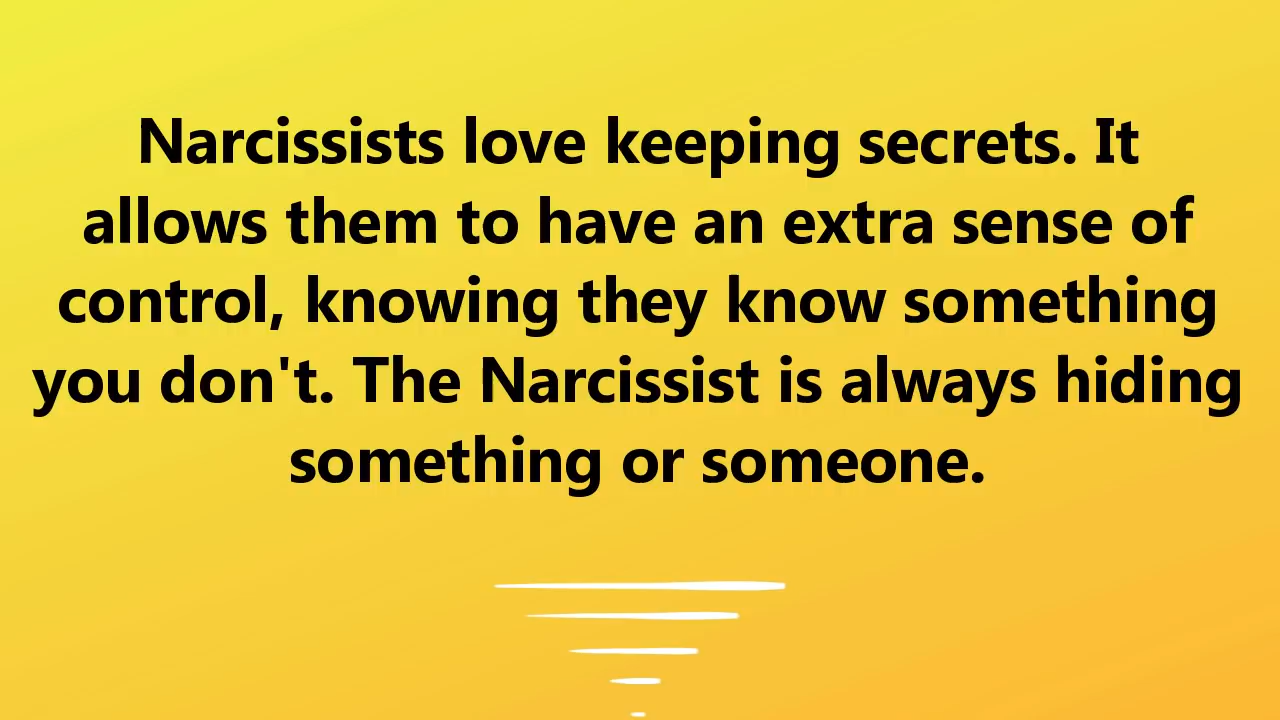 Narcissists love keeping secrets. It
allows them to have an extra sense of
control, knowing they know something
you don't. The Narcissist is always hiding
something or someone.